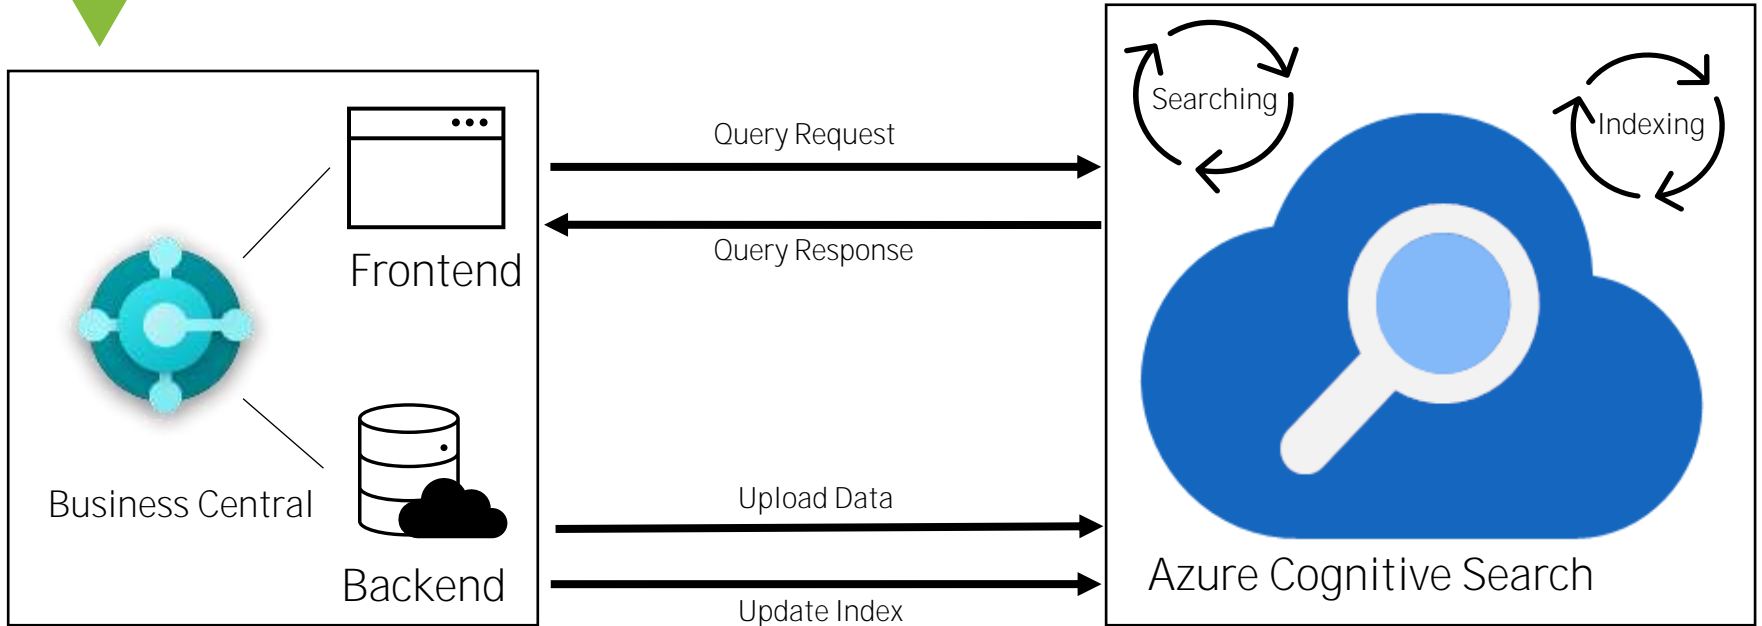 Searching
Indexing
Query Request
Query Response
Frontend
Business Central
Upload Data
Backend
Update Index
Azure Cognitive Search